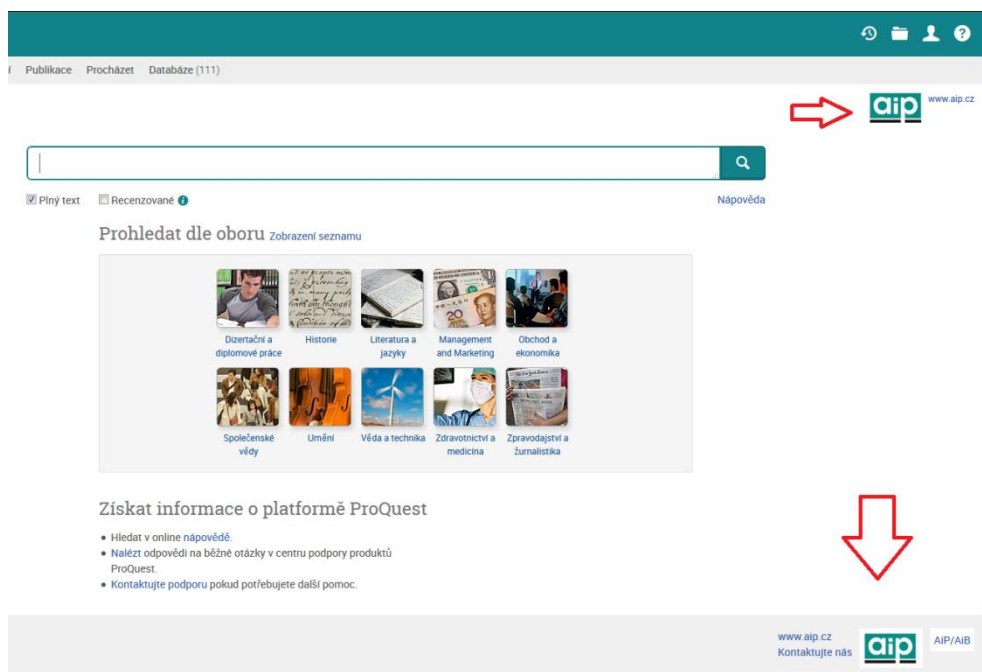 Publikace Procházet Databáze (111)
aip www.aip.cz
Plný text Recenzované Nápověda
Prohledat dle oboru Zobrazení seznamu
Dizertační a diplomové práce
Historie
Literatura a jazyky
Management and Marketing
Obchod a ekonomika
Společenské vědy
Umění
Věda a technika
Zdravotnictví a medicína
Zpravodajství a žurnalistika
Získat informace o platformě ProQuest
Hledat v online nápovědě.
Nalézt odpovědi na běžné otázky v centru podpory produktů
ProQuest.
Kontaktujte podporu pokud potřebujete další pomoc.
www.aip.cz
Kontaktujte nás
aip
AiP/AiB